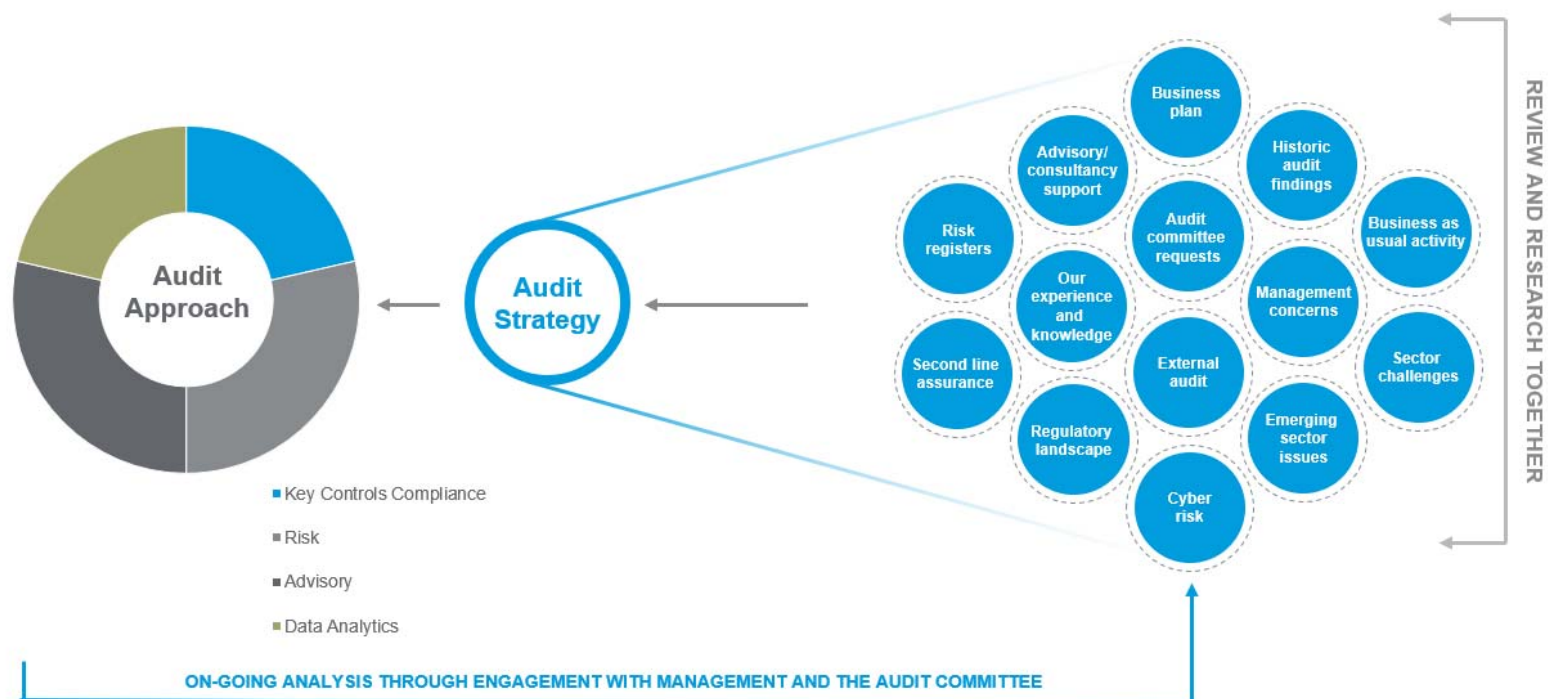 Audit
Approach
Key Controls Compliance
Risk
Advisory
Data Analytics
Audit
Strategy
Business
plan
Advisory/
consultancy
support
Historic
audit
findings
Risk
registers
Audit
committee
requests
Business as
usual activity
Our
experience
and
knowledge
Management
concerns
Second line
assurance
External
audit
Sector
challenges
Regulatory
landscape
Emerging
sector
issues
Cyber
risk
REVIEW AND RESEARCH TOGETHER
ON-GOING ANALYSIS THROUGH ENGAGEMENT WITH MANAGEMENT AND THE AUDIT COMMITTEE